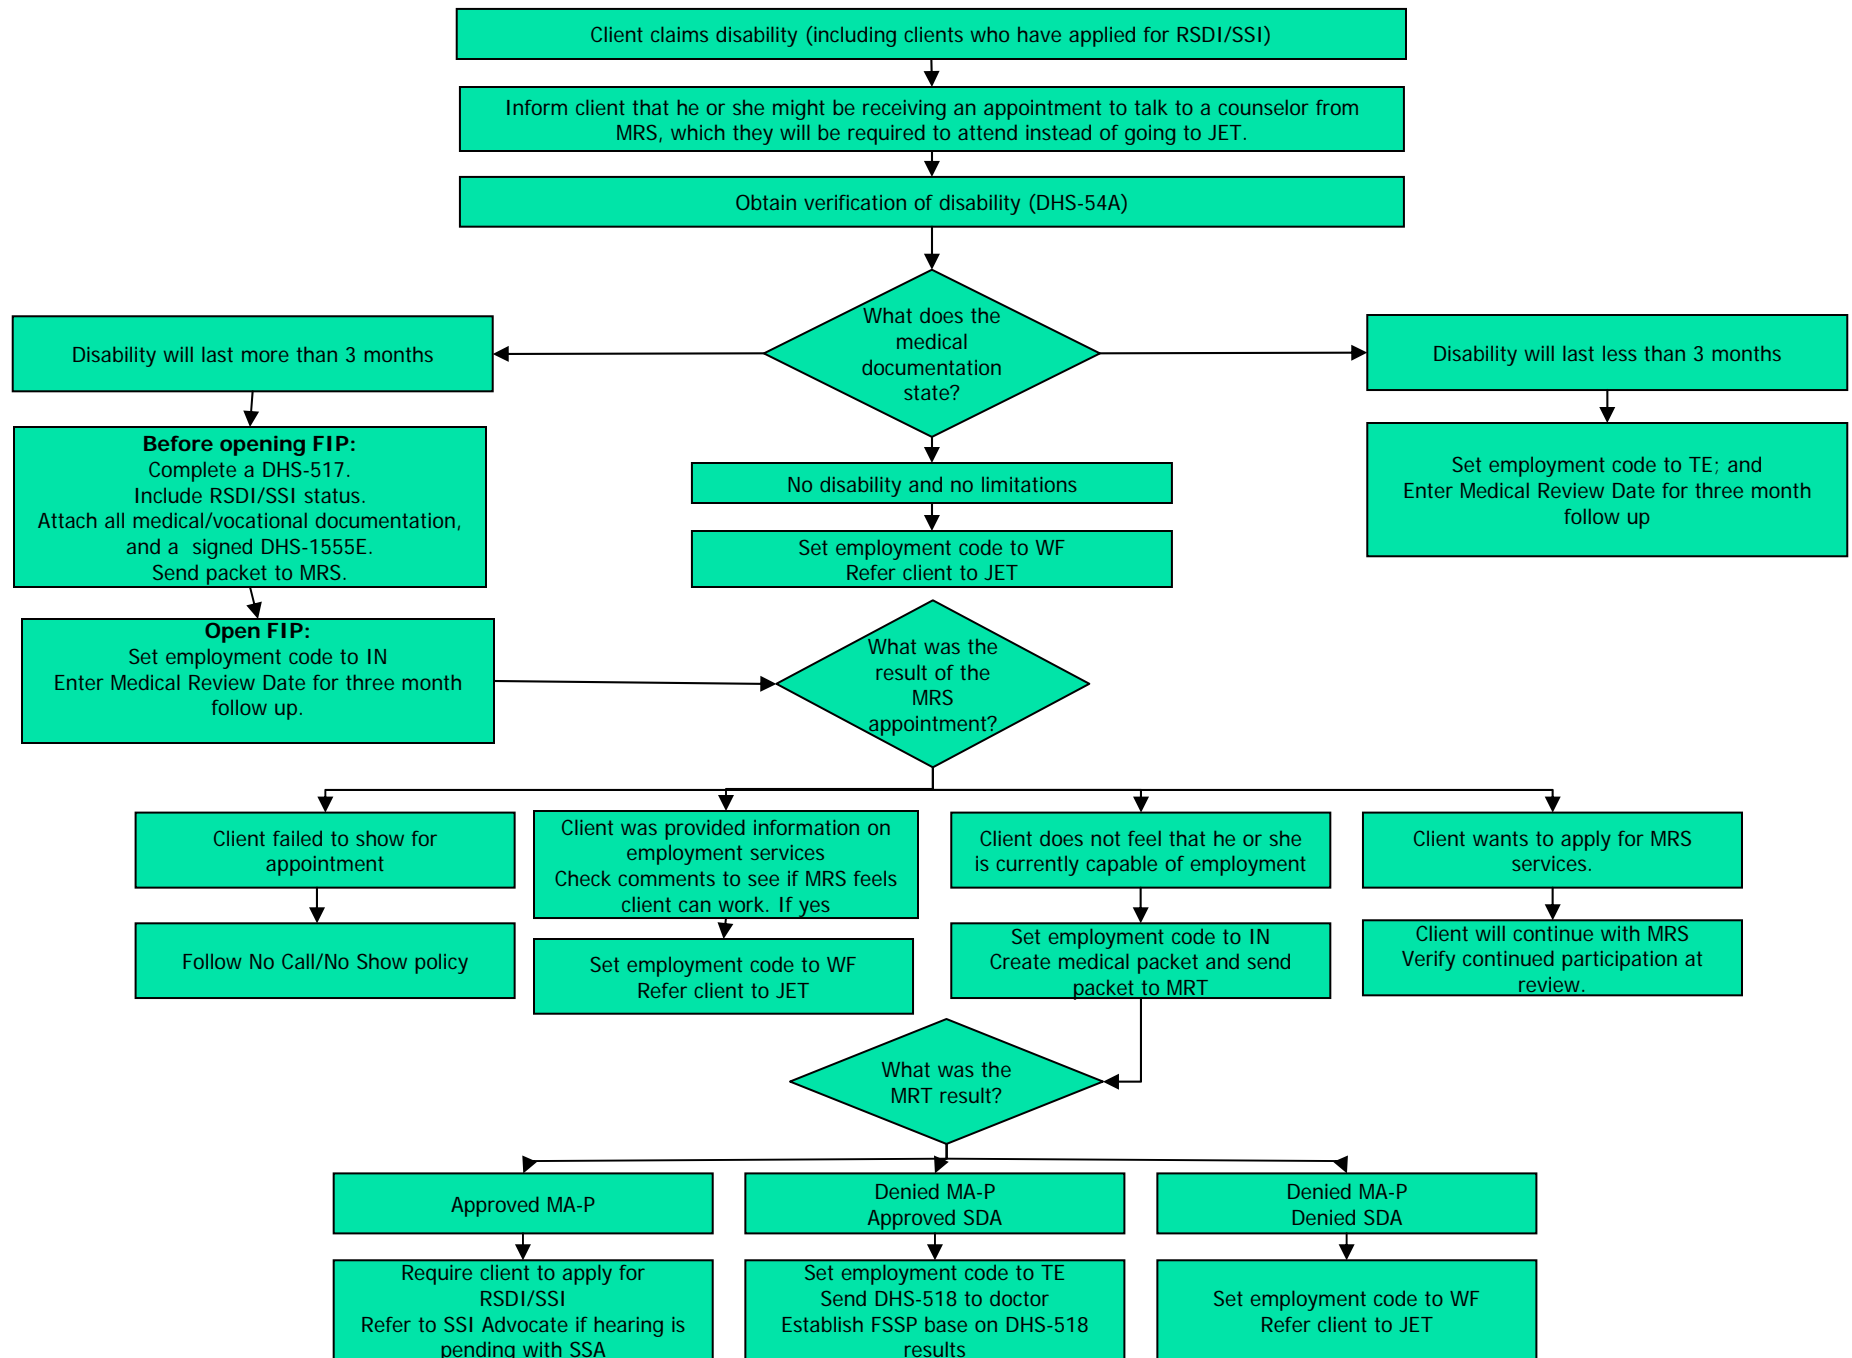 Client claims disability (including clients who have applied for RSDI/SSI)
Inform client that he or she might be receiving an appointment to talk to a counselor from
MRS, which they will be required to attend instead of going to JET.
Obtain verification of disability (DHS-54A)
What does the
medical
documentation
state?
Disability will last more than 3 months
Disability will last less than 3 months
Before opening FIP:
Complete a DHS-517.
Include RSDI/SSI status.
Attach all medical/vocational documentation,
and a signed DHS-1555E.
Send packet to MRS.
No disability and no limitations
Set employment code to TE; and
Enter Medical Review Date for three month
follow up
Set employment code to WF
Refer client to JET
Open FIP:
Set employment code to IN
Enter Medical Review Date for three month
follow up.
What was the
result of the
MRS
appointment?
Client failed to show for
appointment
Client was provided information on
employment services
Check comments to see if MRS feels
client can work. If yes
Client does not feel that he or she
is currently capable of employment
Client wants to apply for MRS
services.
Follow No Call/No Show policy
Set employment code to WF
Refer client to JET
Set employment code to IN
Create medical packet and send
packet to MRT
Client will continue with MRS
Verify continued participation at
review.
What was the
MRT result?
Approved MA-P
Denied MA-P
Approved SDA
Denied MA-P
Denied SDA
Require client to apply for
RSDI/SSI
Refer to SSI Advocate if hearing is
pending with SSA
Set employment code to TE
Send DHS-518 to doctor
Establish FSSP base on DHS-518
results
Set employment code to WF
Refer client to JET